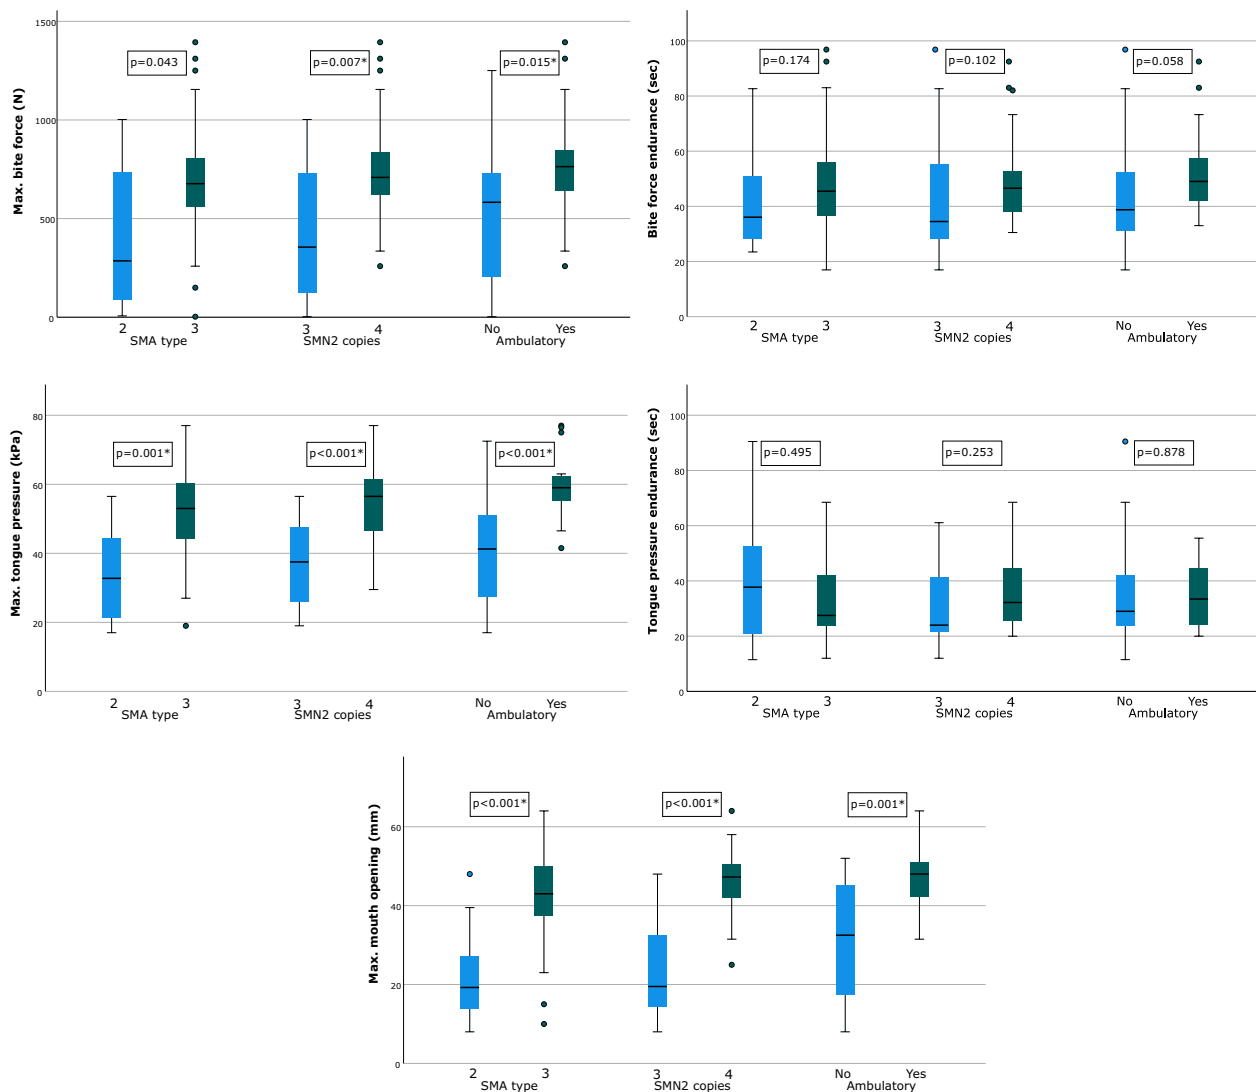 Max. bite force (N)
1500
1000
500
0
p=0.043
p=0.007*
p=0.015*
2 3 3 4 No Yes
SMA type SMN2 copies Ambulatory
Bite force endurance (sec)
100
80
60
40
20
0
p=0.174
p=0.102
p=0.058
2 3 3 4 No Yes
SMA type SMN2 copies Ambulatory
Max. tongue pressure (kPa)
80
60
40
20
0
p=0.001*
p<0.001*
p<0.001*
2 3 3 4 No Yes
SMA type SMN2 copies Ambulatory
Tongue pressure endurance (sec)
100
80
60
40
20
0
p=0.495
p=0.253
p=0.878
2 3 3 4 No Yes
SMA type SMN2 copies Ambulatory
Max. mouth opening (mm)
60
40
20
0
p<0.001*
p<0.001*
p=0.001*
2 3 3 4 No Yes
SMA type SMN2 copies Ambulatory